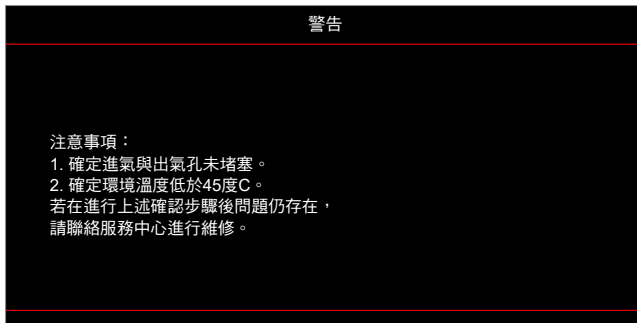 警告
注意事項：
1. 確定進氣與出氣孔未堵塞。
2. 確定環境溫度低於45度C。
若在進行上述確認步驟後問題仍存在，
請聯絡服務中心進行維修。